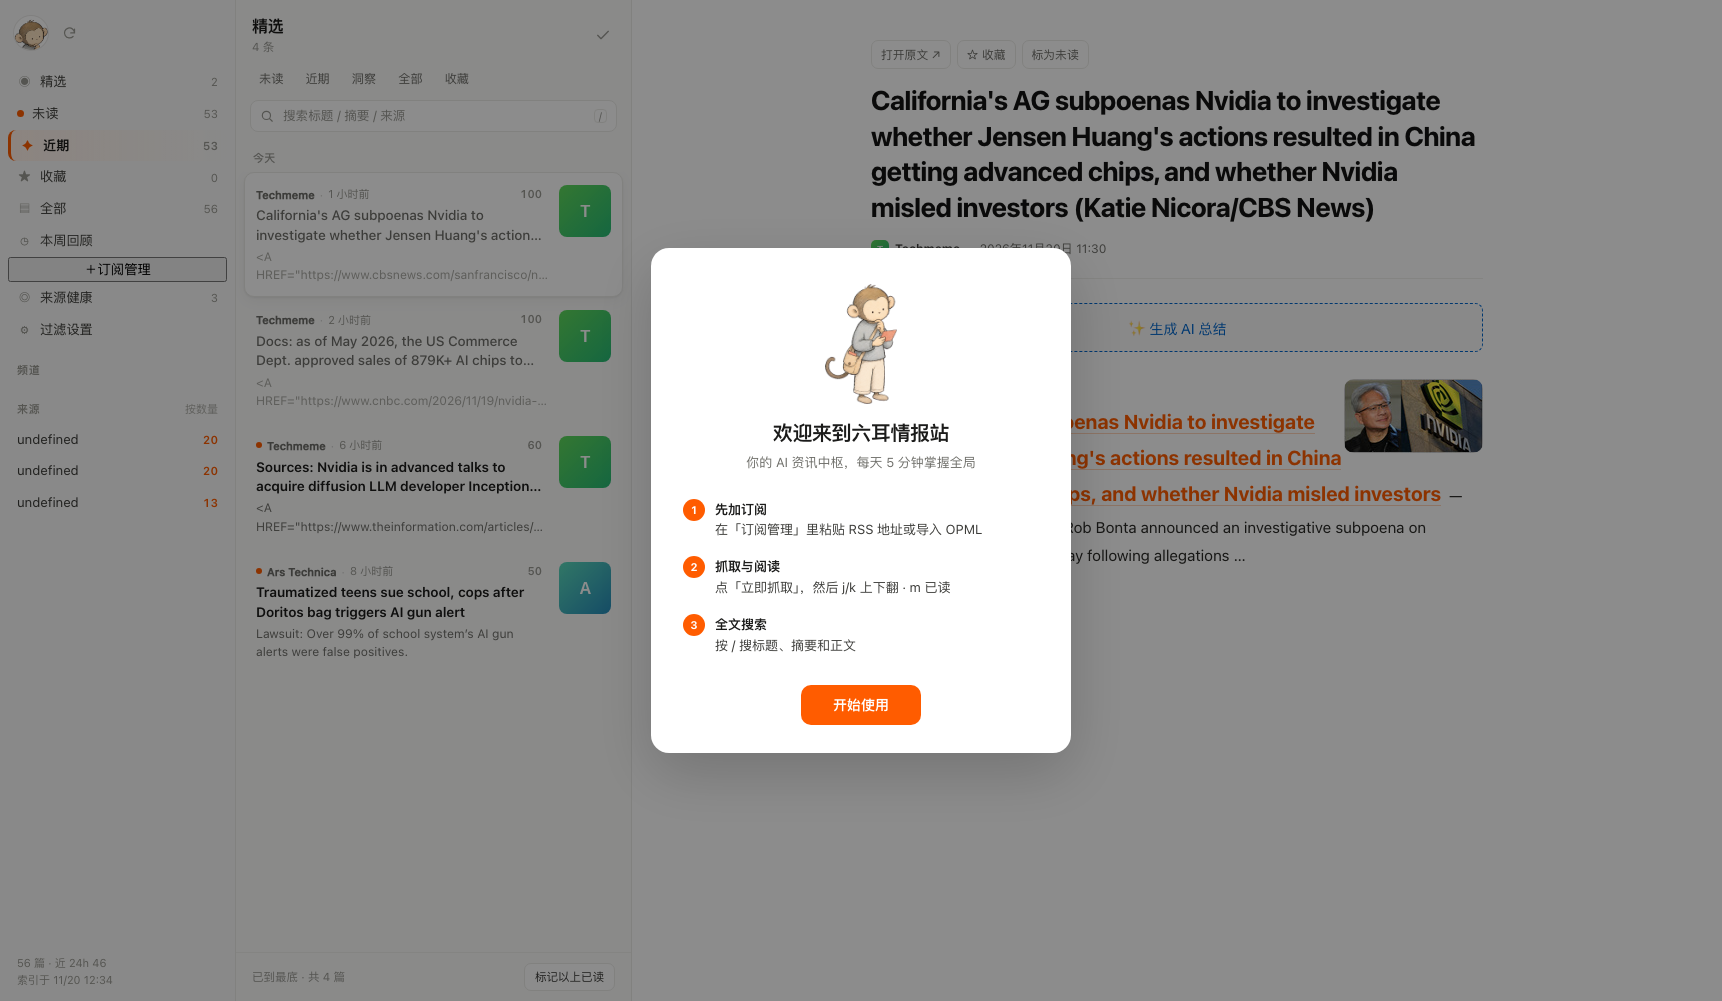 精选 2
未读 53
近期 53
收藏 0
全部 56
本周回顾
＋订阅管理
来源健康 3
过滤设置
频道
来源 按数量
undefined 20
undefined 20
undefined 13
56 篇 · 近 24h 46
索引于 11/20 12:34
精选
4 条
未读 近期 洞察 全部 收藏
搜索标题 / 摘要 / 来源 /
今天
Techmeme · 1 小时前 100
California's AG subpoenas Nvidia to
investigate whether Jensen Huang's action...
<A
HREF="https://www.cbsnews.com/sanfrancisco/n...
T
Techmeme · 2 小时前 100
Docs: as of May 2026, the US Commerce
Dept. approved sales of 879K+ AI chips to...
<A
HREF="https://www.cnbc.com/2026/11/19/nvidia-...
T
Techmeme · 6 小时前 60
Sources: Nvidia is in advanced talks to
acquire diffusion LLM developer Inception...
<A
HREF="https://www.theinformation.com/articles/...
T
Ars Technica · 8 小时前 50
Traumatized teens sue school, cops after
Doritos bag triggers AI gun alert
Lawsuit: Over 99% of school system's AI gun
alerts were false positives.
A
已到最底 · 共 4 篇 标记以上已读
打开原文 ↗ ☆ 收藏 标为未读
California's AG subpoenas Nvidia to investigate
whether Jensen Huang's actions resulted in China
getting advanced chips, and whether Nvidia
misled investors (Katie Nicora/CBS News)
Techmeme 2026年11月20日 11:30
✨ 生成 AI 总结
enas Nvidia to investigate
ng's actions resulted in China
ps, and whether Nvidia misled investors —
Rob Bonta announced an investigative subpoena on
ay following allegations ...
NVIDIA
欢迎来到六耳情报站
你的 AI 资讯中枢，每天 5 分钟掌握全局
1 先加订阅
在「订阅管理」里粘贴 RSS 地址或导入 OPML
2 抓取与阅读
点「立即抓取」，然后 j/k 上下翻 · m 已读
3 全文搜索
按 / 搜标题、摘要和正文
开始使用